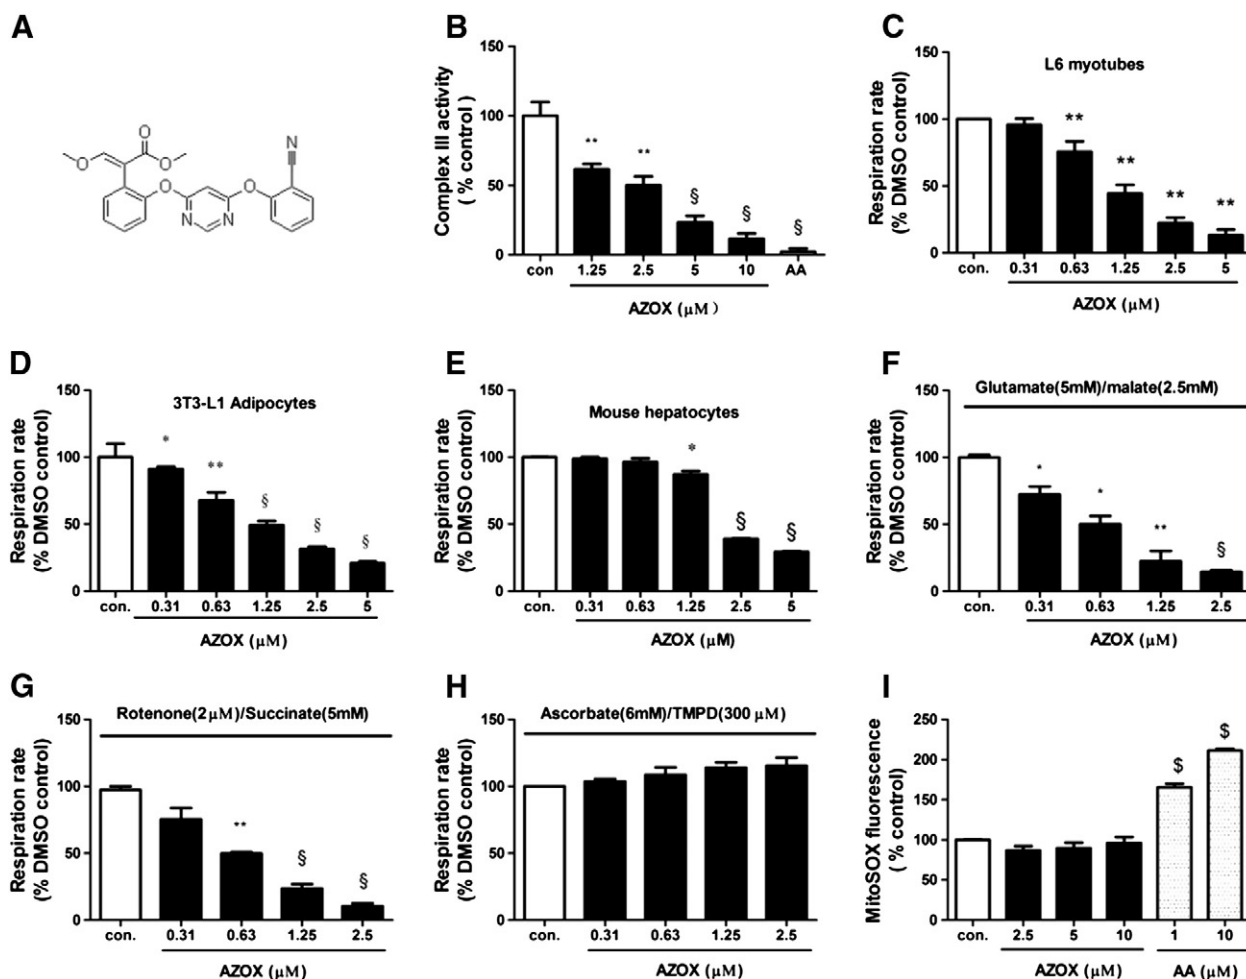 A
O
O
O
O
O
N
N
N
B
Complex III activity
( % control )
150
100
50
0
**
**
§
§
§
con
1.25
2.5
5
10
AA
AZOX (μM )
C
L6 myotubes
Respiration rate
(% DMSO control)
150
100
50
0
**
**
**
**
con.
0.31
0.63
1.25
2.5
5
AZOX (μM)
D
3T3-L1 Adipocytes
Respiration rate
(% DMSO control)
150
100
50
0
*
**
§
§
§
con.
0.31
0.63
1.25
2.5
5
AZOX (μM)
E
Mouse hepatocytes
Respiration rate
(% DMSO control)
150
100
50
0
*
§
§
con.
0.31
0.63
1.25
2.5
5
AZOX (μM)
F
Glutamate(5mM)/malate(2.5mM)
Respiration rate
(% DMSO control)
150
100
50
0
*
*
**
§
con.
0.31
0.63
1.25
2.5
AZOX (μM)
G
Rotenone(2μM)/Succinate(5mM)
Respiration rate
(% DMSO control)
150
100
50
0
**
§
§
con.
0.31
0.63
1.25
2.5
AZOX (μM)
H
Ascorbate(6mM)/TMPD(300 μM)
Respiration rate
(% DMSO control)
150
100
50
0
con.
0.31
0.63
1.25
2.5
AZOX (μM)
I
MitoSOX fluorescence
( % control)
250
200
150
100
50
0
$
$
con.
2.5
5
10
1
10
AZOX (μM)
AA (μM)